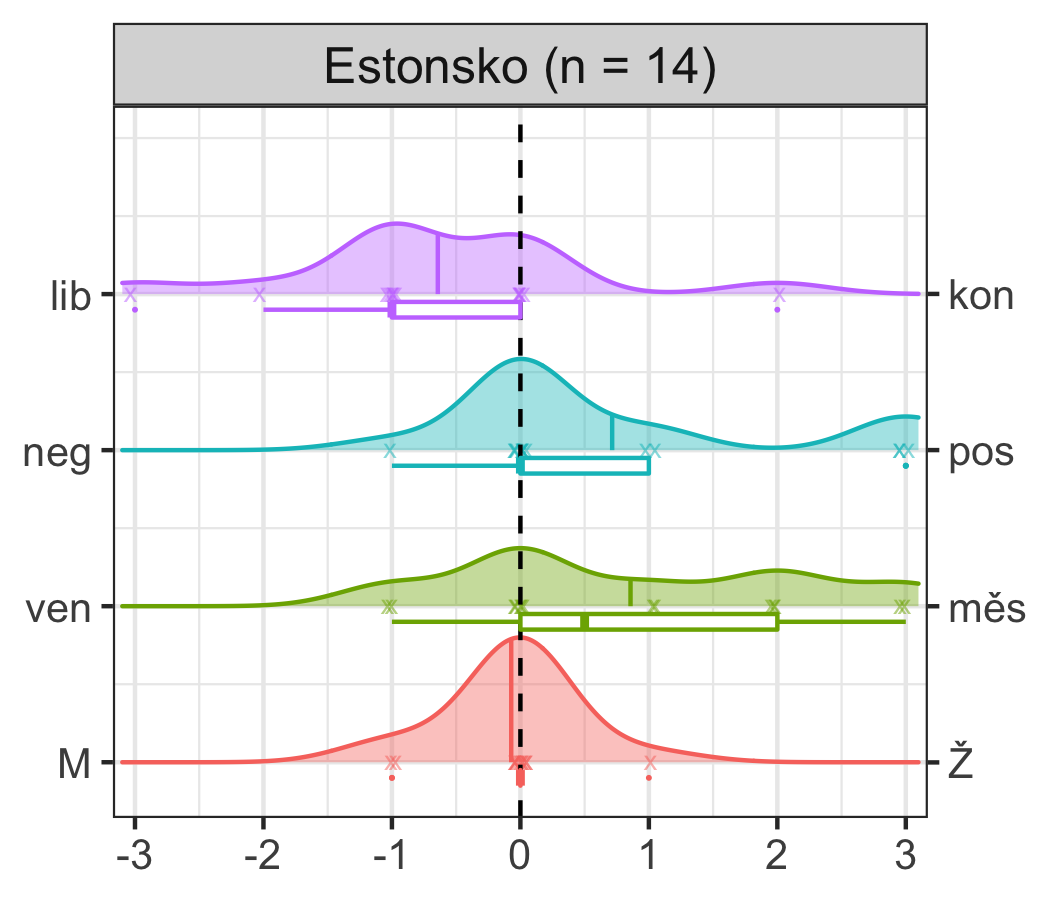 Estonsko (n = 14)
lib kon
neg pos
ven měs
M Ž
-3 -2 -1 0 1 2 3